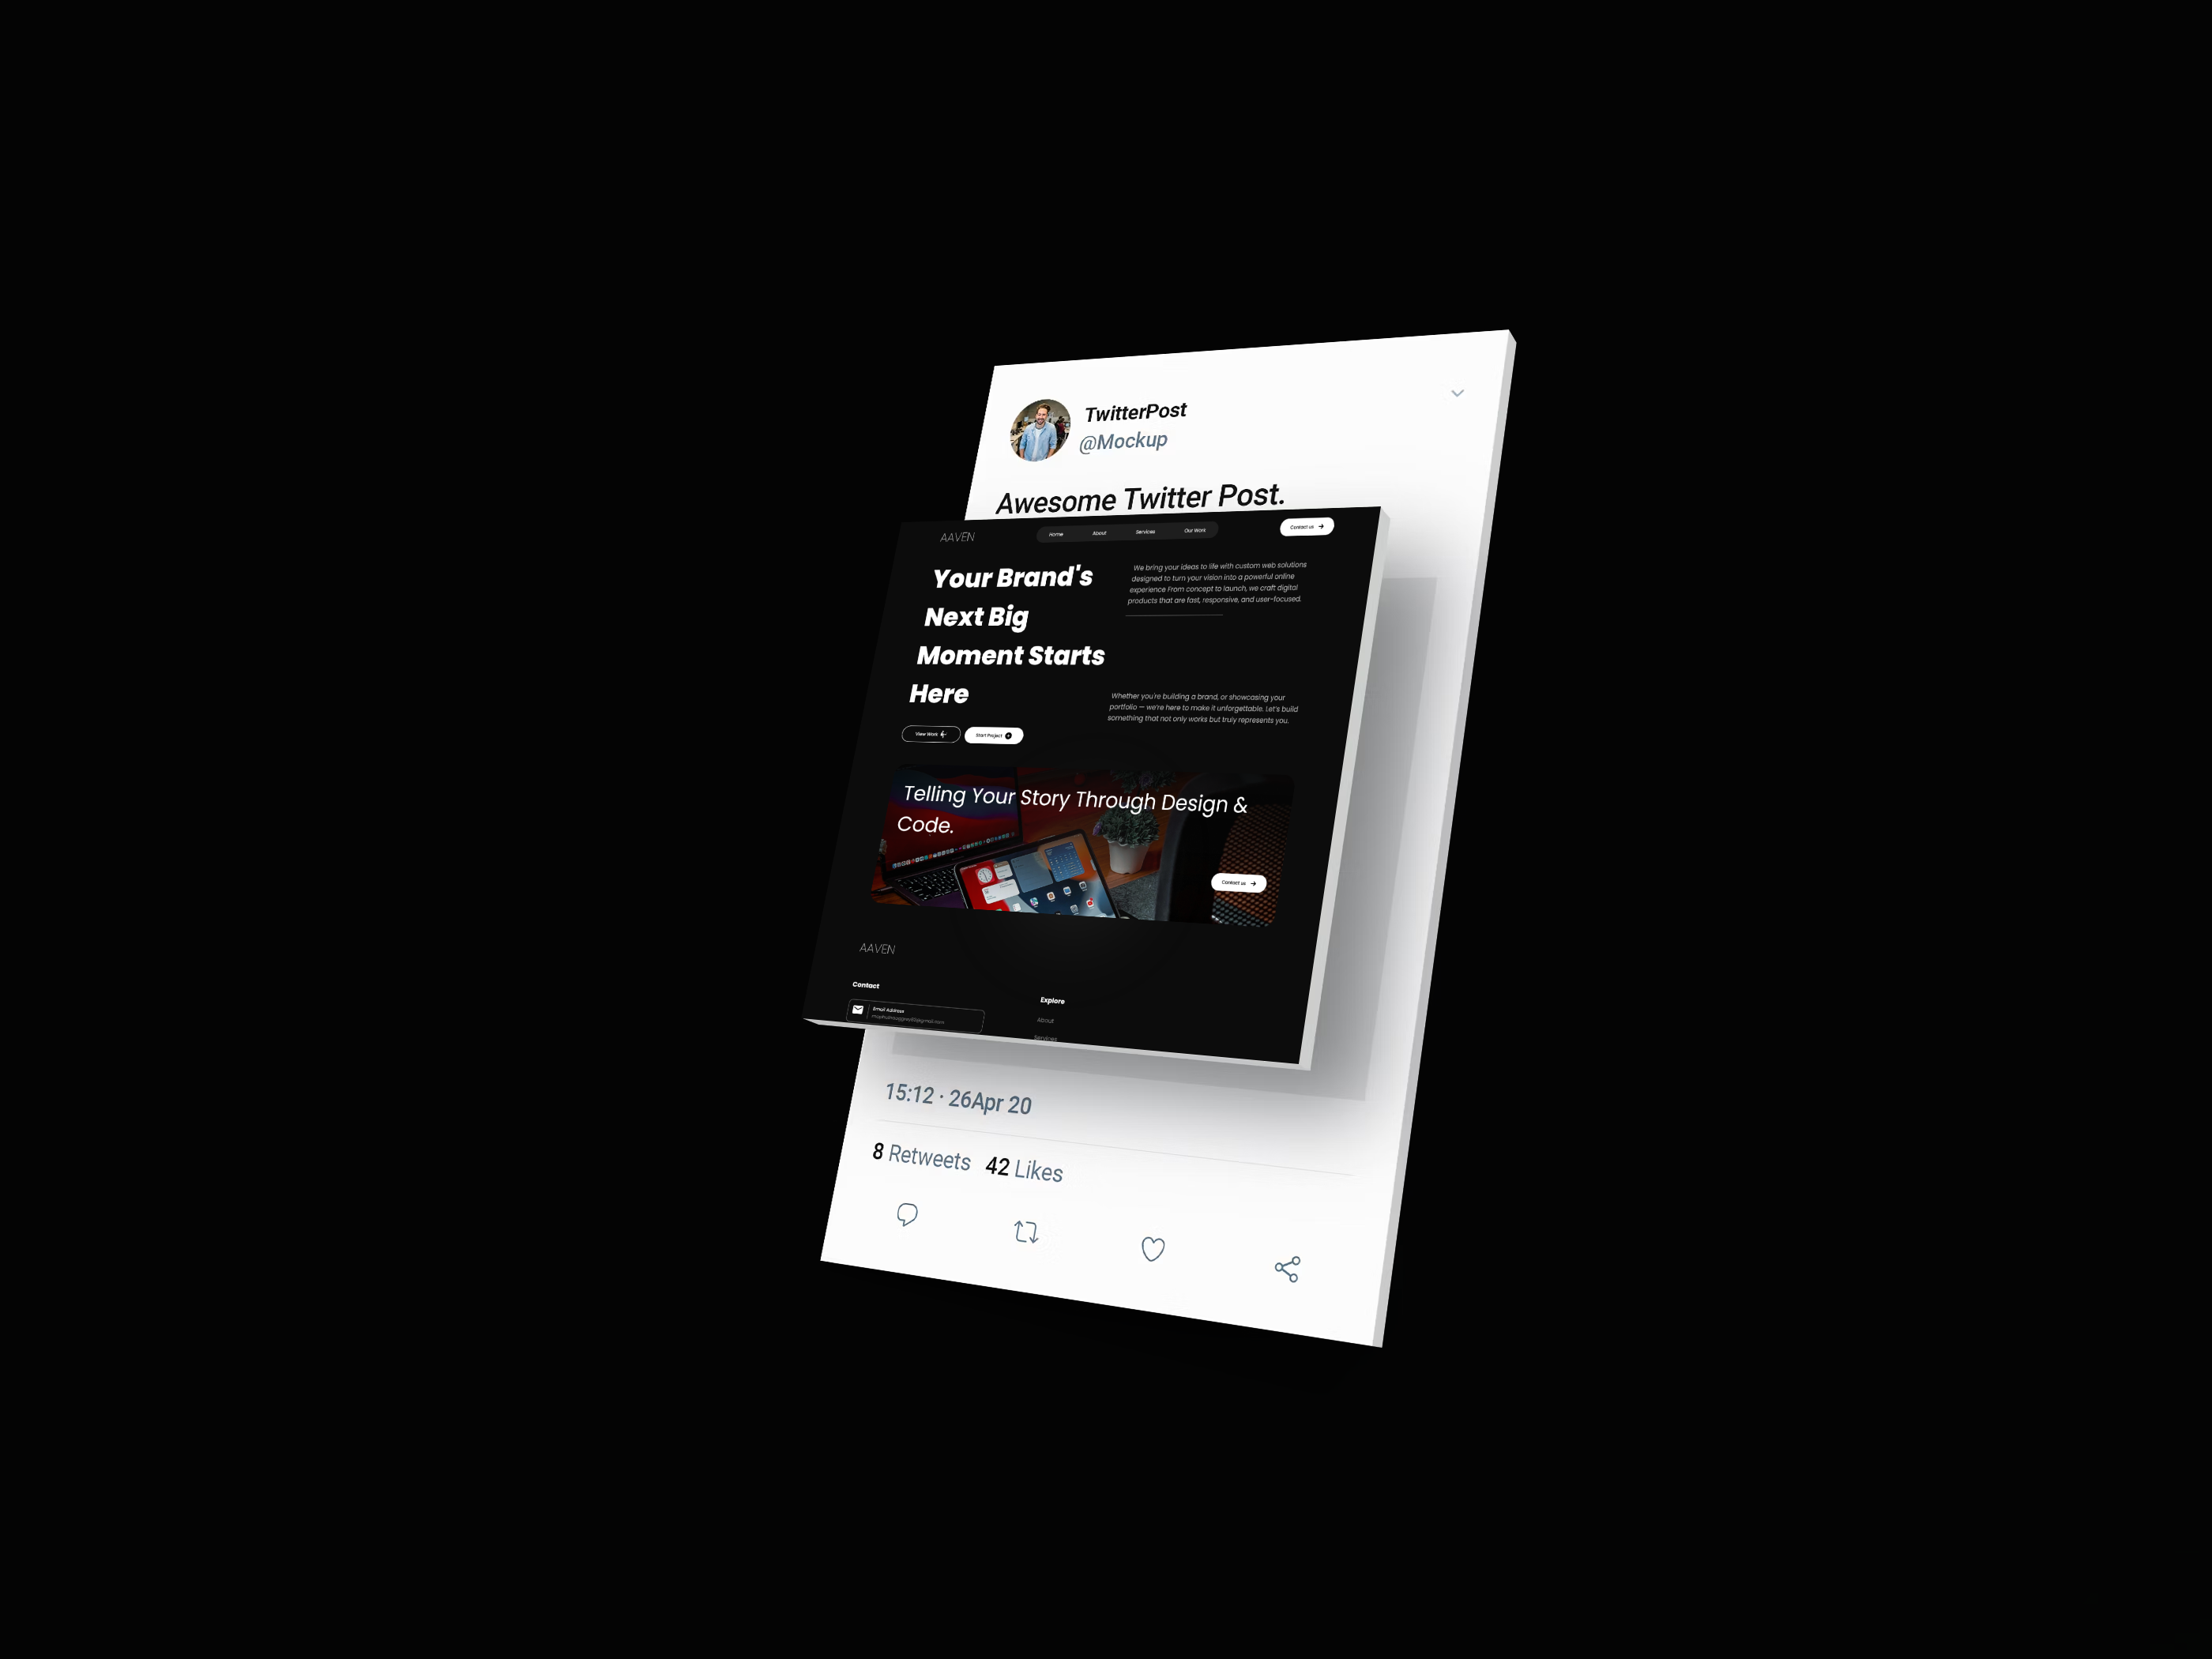 TwitterPost
@Mockup
Awesome Twitter Post.
AAVEN
Home About Services Our Work
Contact us
Your Brand's
Next Big
Moment Starts
Here
We bring your ideas to life with custom web solutions
designed to turn your vision into a powerful online
experience From concept to launch, we craft digital
products that are fast, responsive, and user-focused.
Whether you're building a brand, or showcasing your
portfolio — we're here to make it unforgettable. Let's build
something that not only works but truly represents you.
View Work
Start Project
Telling Your Story Through Design &
Code.
Contact us
AAVEN
Contact
Email Address
Explore
About
Services
15:12 · 26Apr 20
8 Retweets 42 Likes